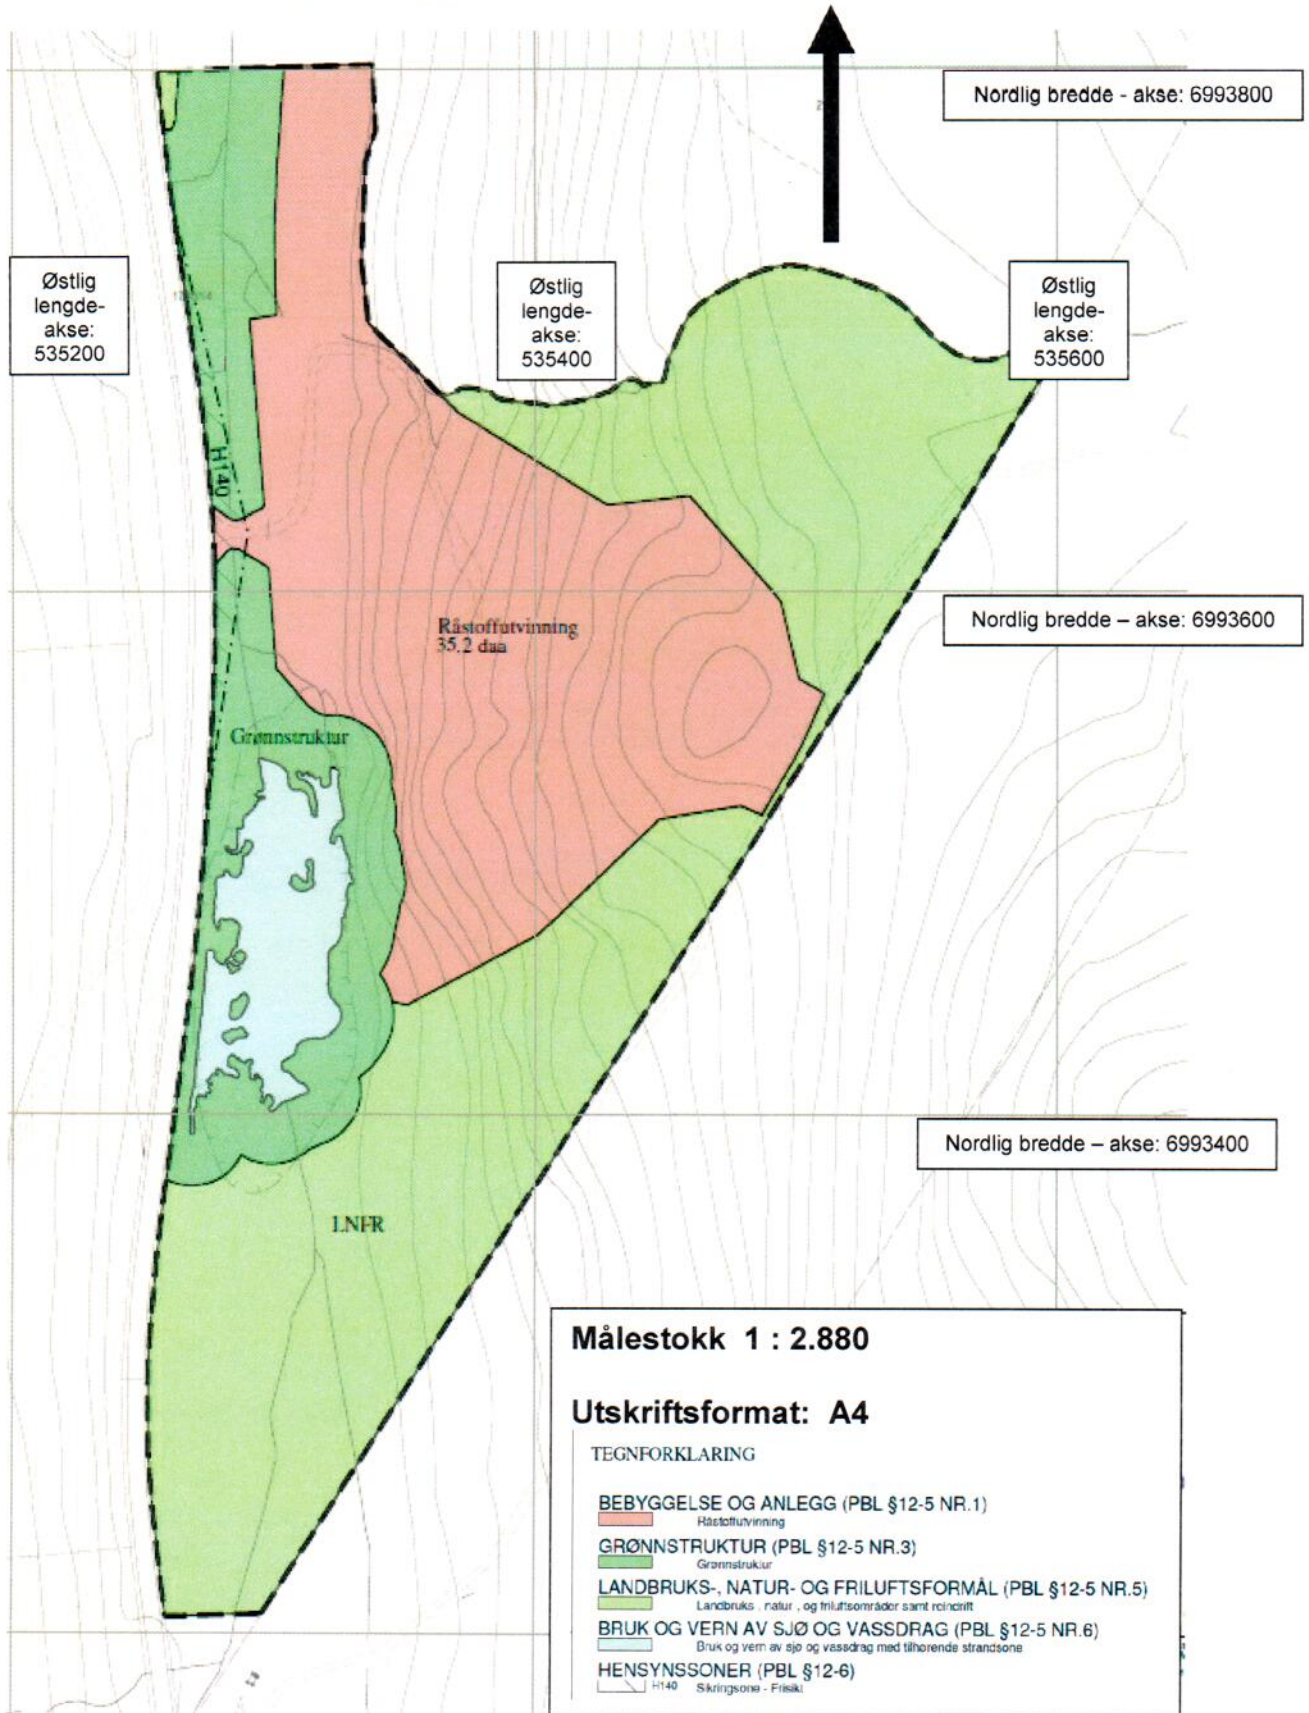 Nordlig bredde - akse: 6993800
Østlig
lengde-
akse:
535200
Østlig
lengde-
akse:
535400
Østlig
lengde-
akse:
535600
H140
Nordlig bredde – akse: 6993600
Råstoffutvinning
35.2 daa
Grønnstruktur
Nordlig bredde – akse: 6993400
LNFR
Målestokk 1 : 2.880
Utskriftsformat: A4
TEGNFORKLARING
BEBYGGELSE OG ANLEGG (PBL §12-5 NR.1)
Råstoffutvinning
GRØNNSTRUKTUR (PBL §12-5 NR.3)
Grønnstruktur
LANDBRUKS-, NATUR- OG FRILUFTSFORMÅL (PBL §12-5 NR.5)
Landbruks , natur , og friluftsområder samt reindrift
BRUK OG VERN AV SJØ OG VASSDRAG (PBL §12-5 NR.6)
Bruk og vern av sjø og vassdrag med tilhørende strandsone
HENSYNSSONER (PBL §12-6)
H140 Sikringsone - Frisikt